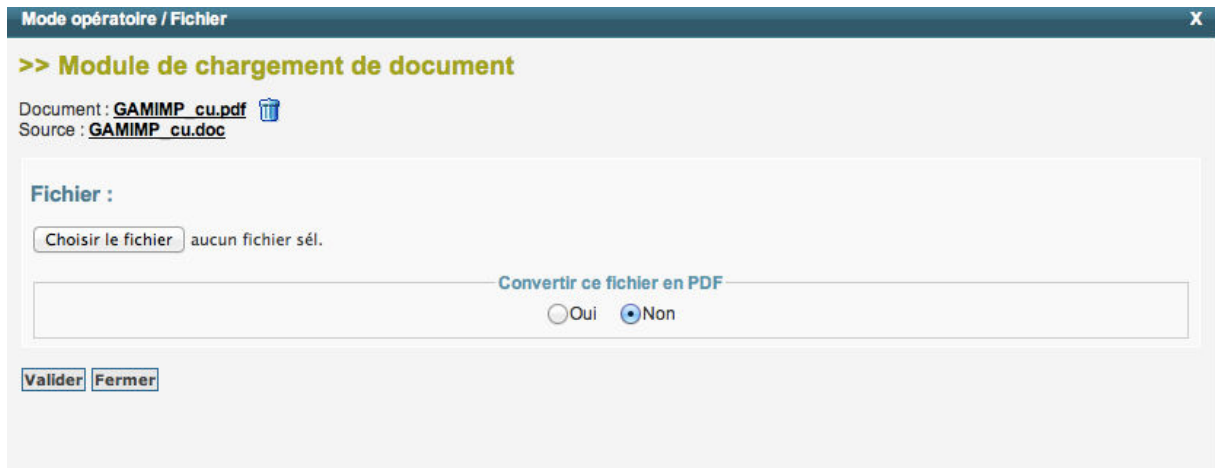 Mode opératoire / Fichier X
>> Module de chargement de document
Document : GAMIMP_cu.pdf
Source : GAMIMP_cu.doc
Fichier :
Choisir le fichier aucun fichier sél.
Convertir ce fichier en PDF
Oui Non
Valider Fermer